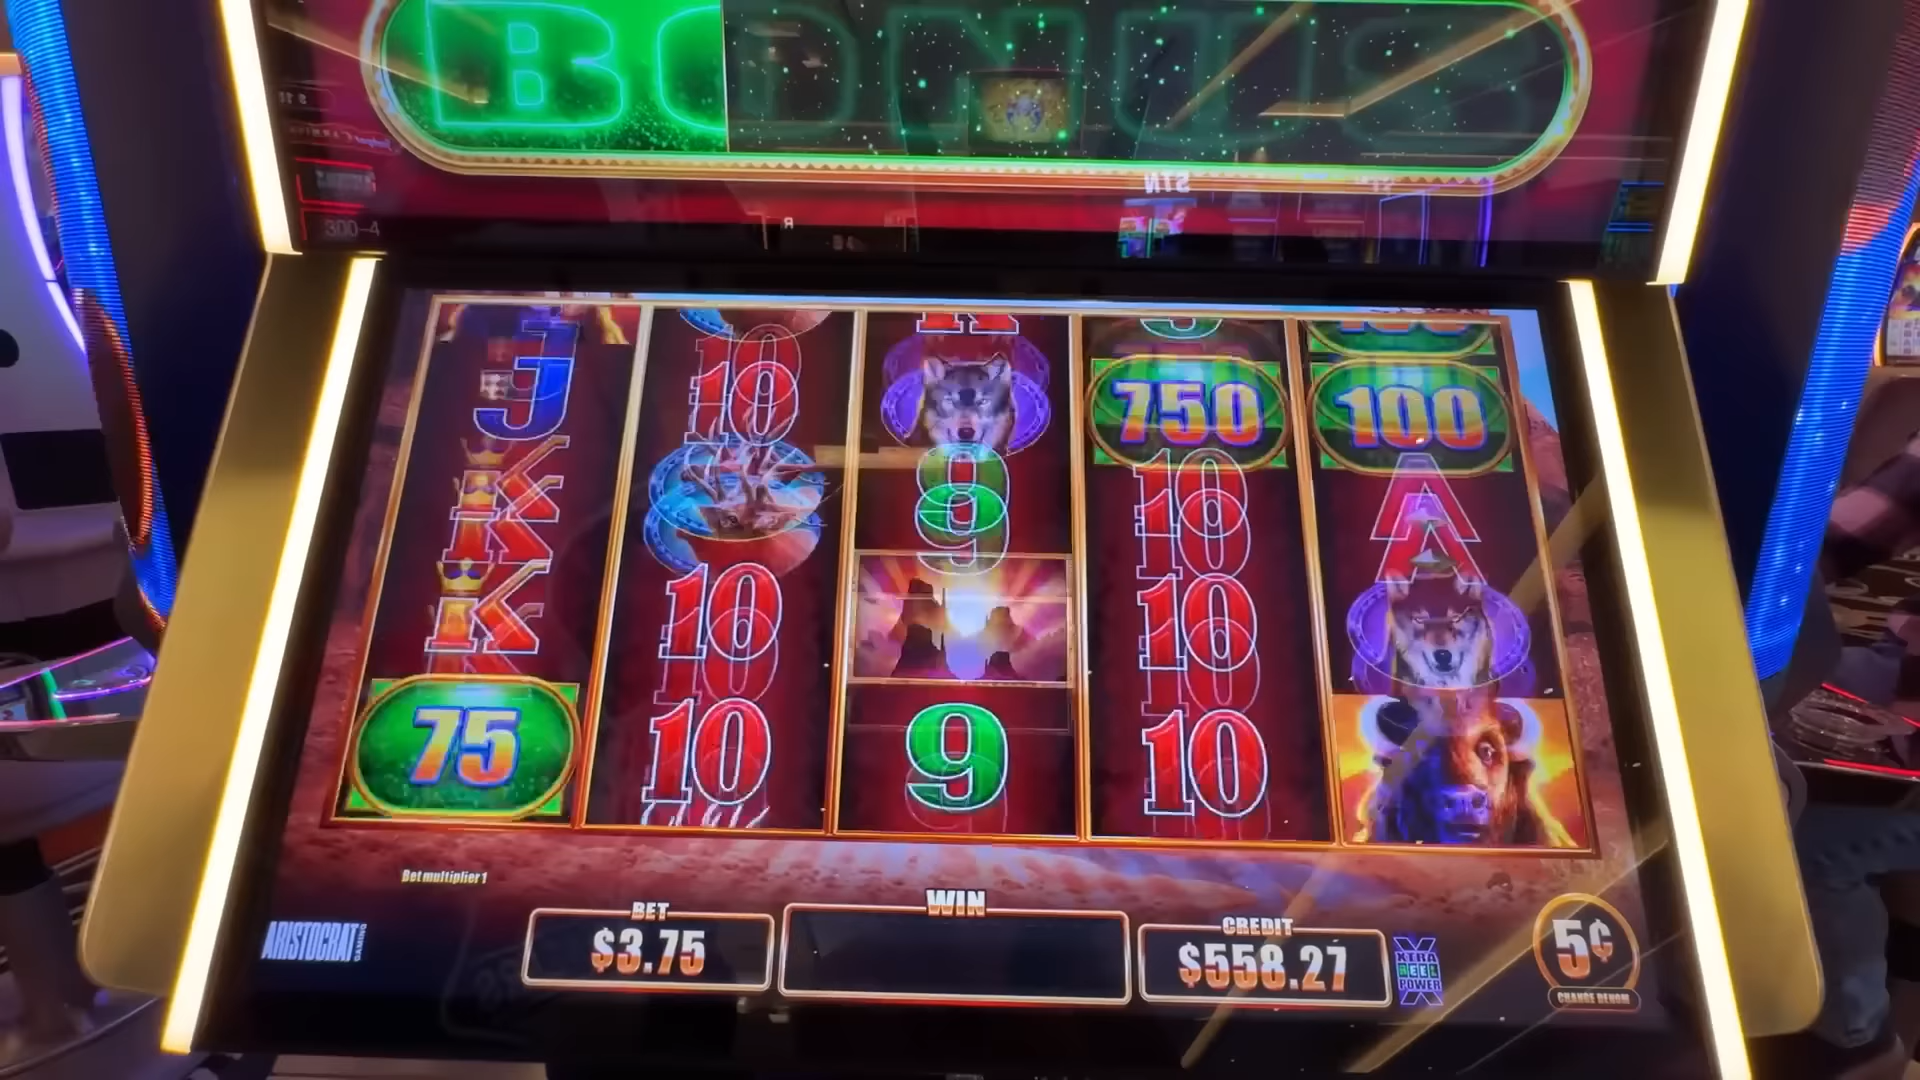 BONUS
300-4
J
10
750
100
K
9
10
A
K
10
10
75
10
9
10
Bet multiplier 1
BET
WIN
CREDIT
ARISTOCRAT
GAMING
$3.75
$558.27
XTRA
REEL
POWER
5¢
CHANGE DENOM